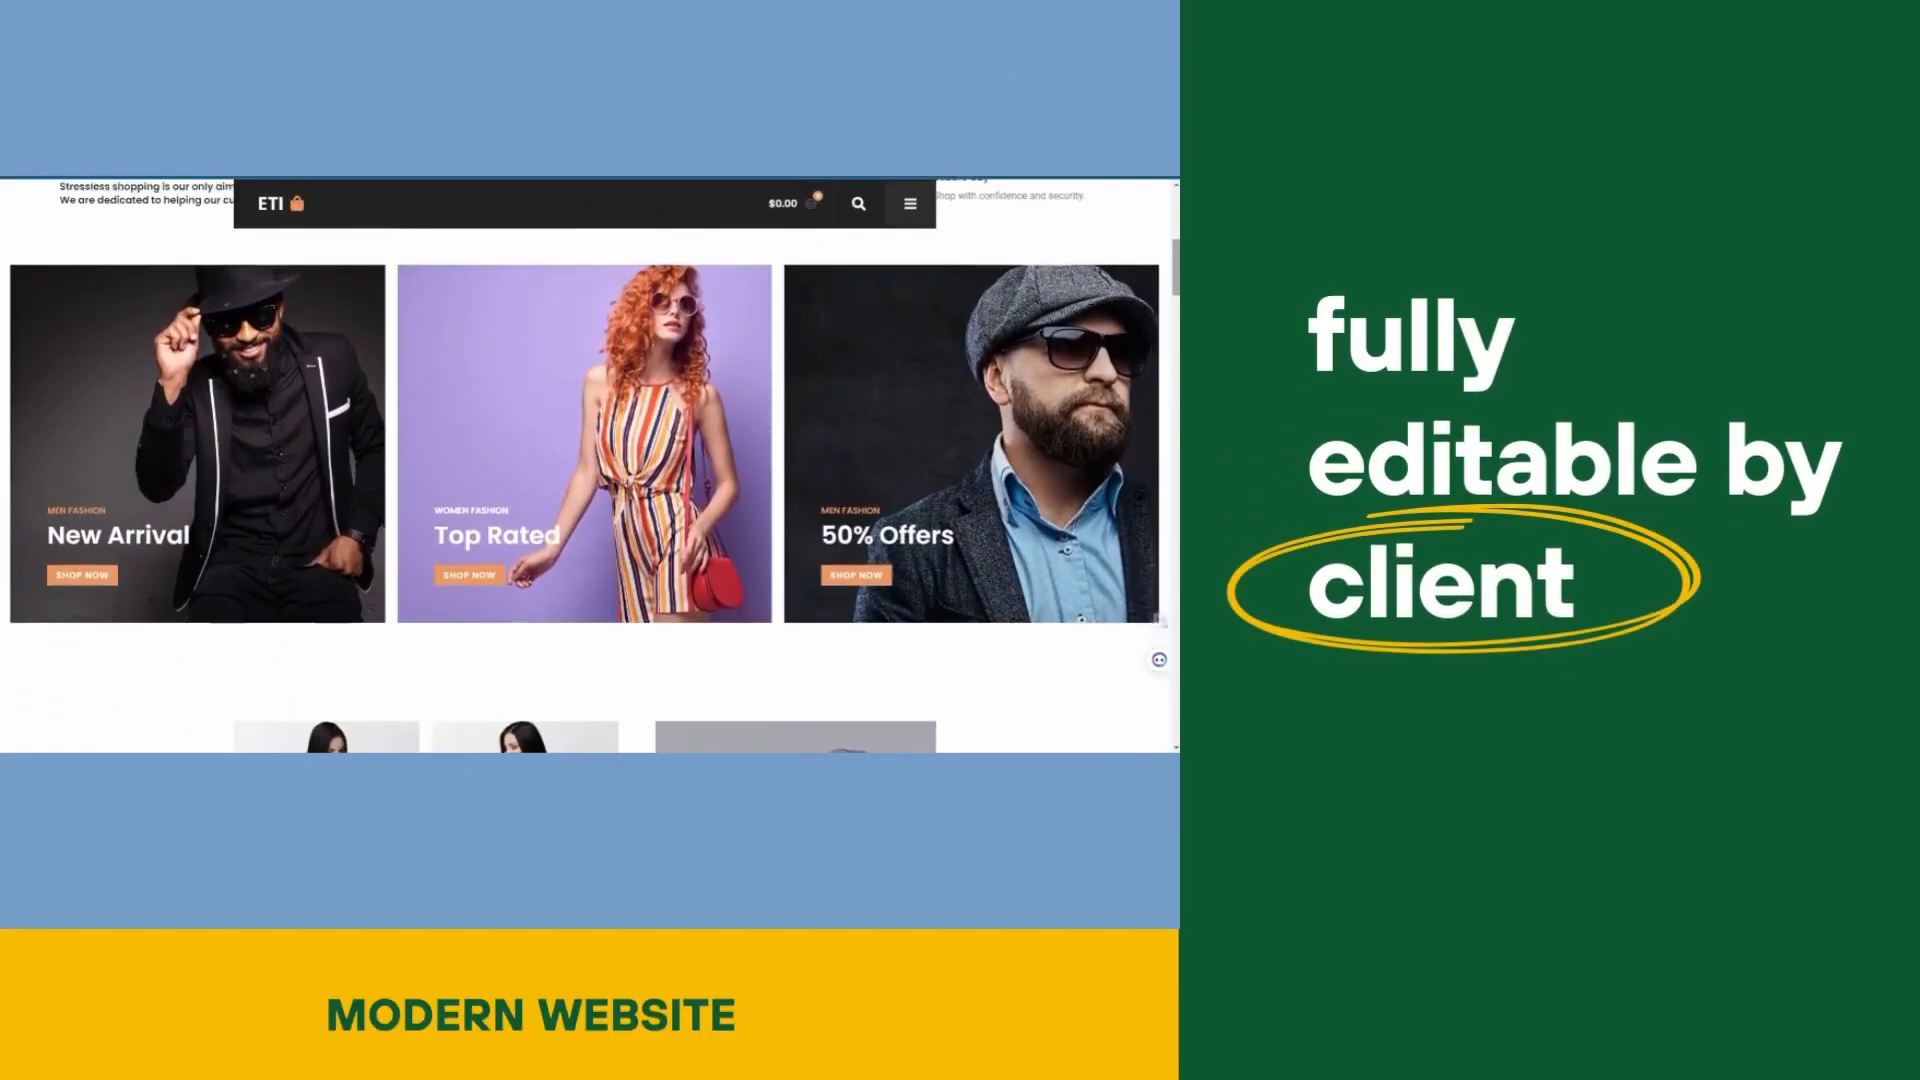 Stressless shopping is our only aim
We are dedicated to helping our cu
ETI
$0.00
Shop with confidence and security.
MEN FASHION
New Arrival
SHOP NOW
WOMEN FASHION
Top Rated
SHOP NOW
MEN FASHION
50% Offers
SHOP NOW
fully
editable by
client
MODERN WEBSITE